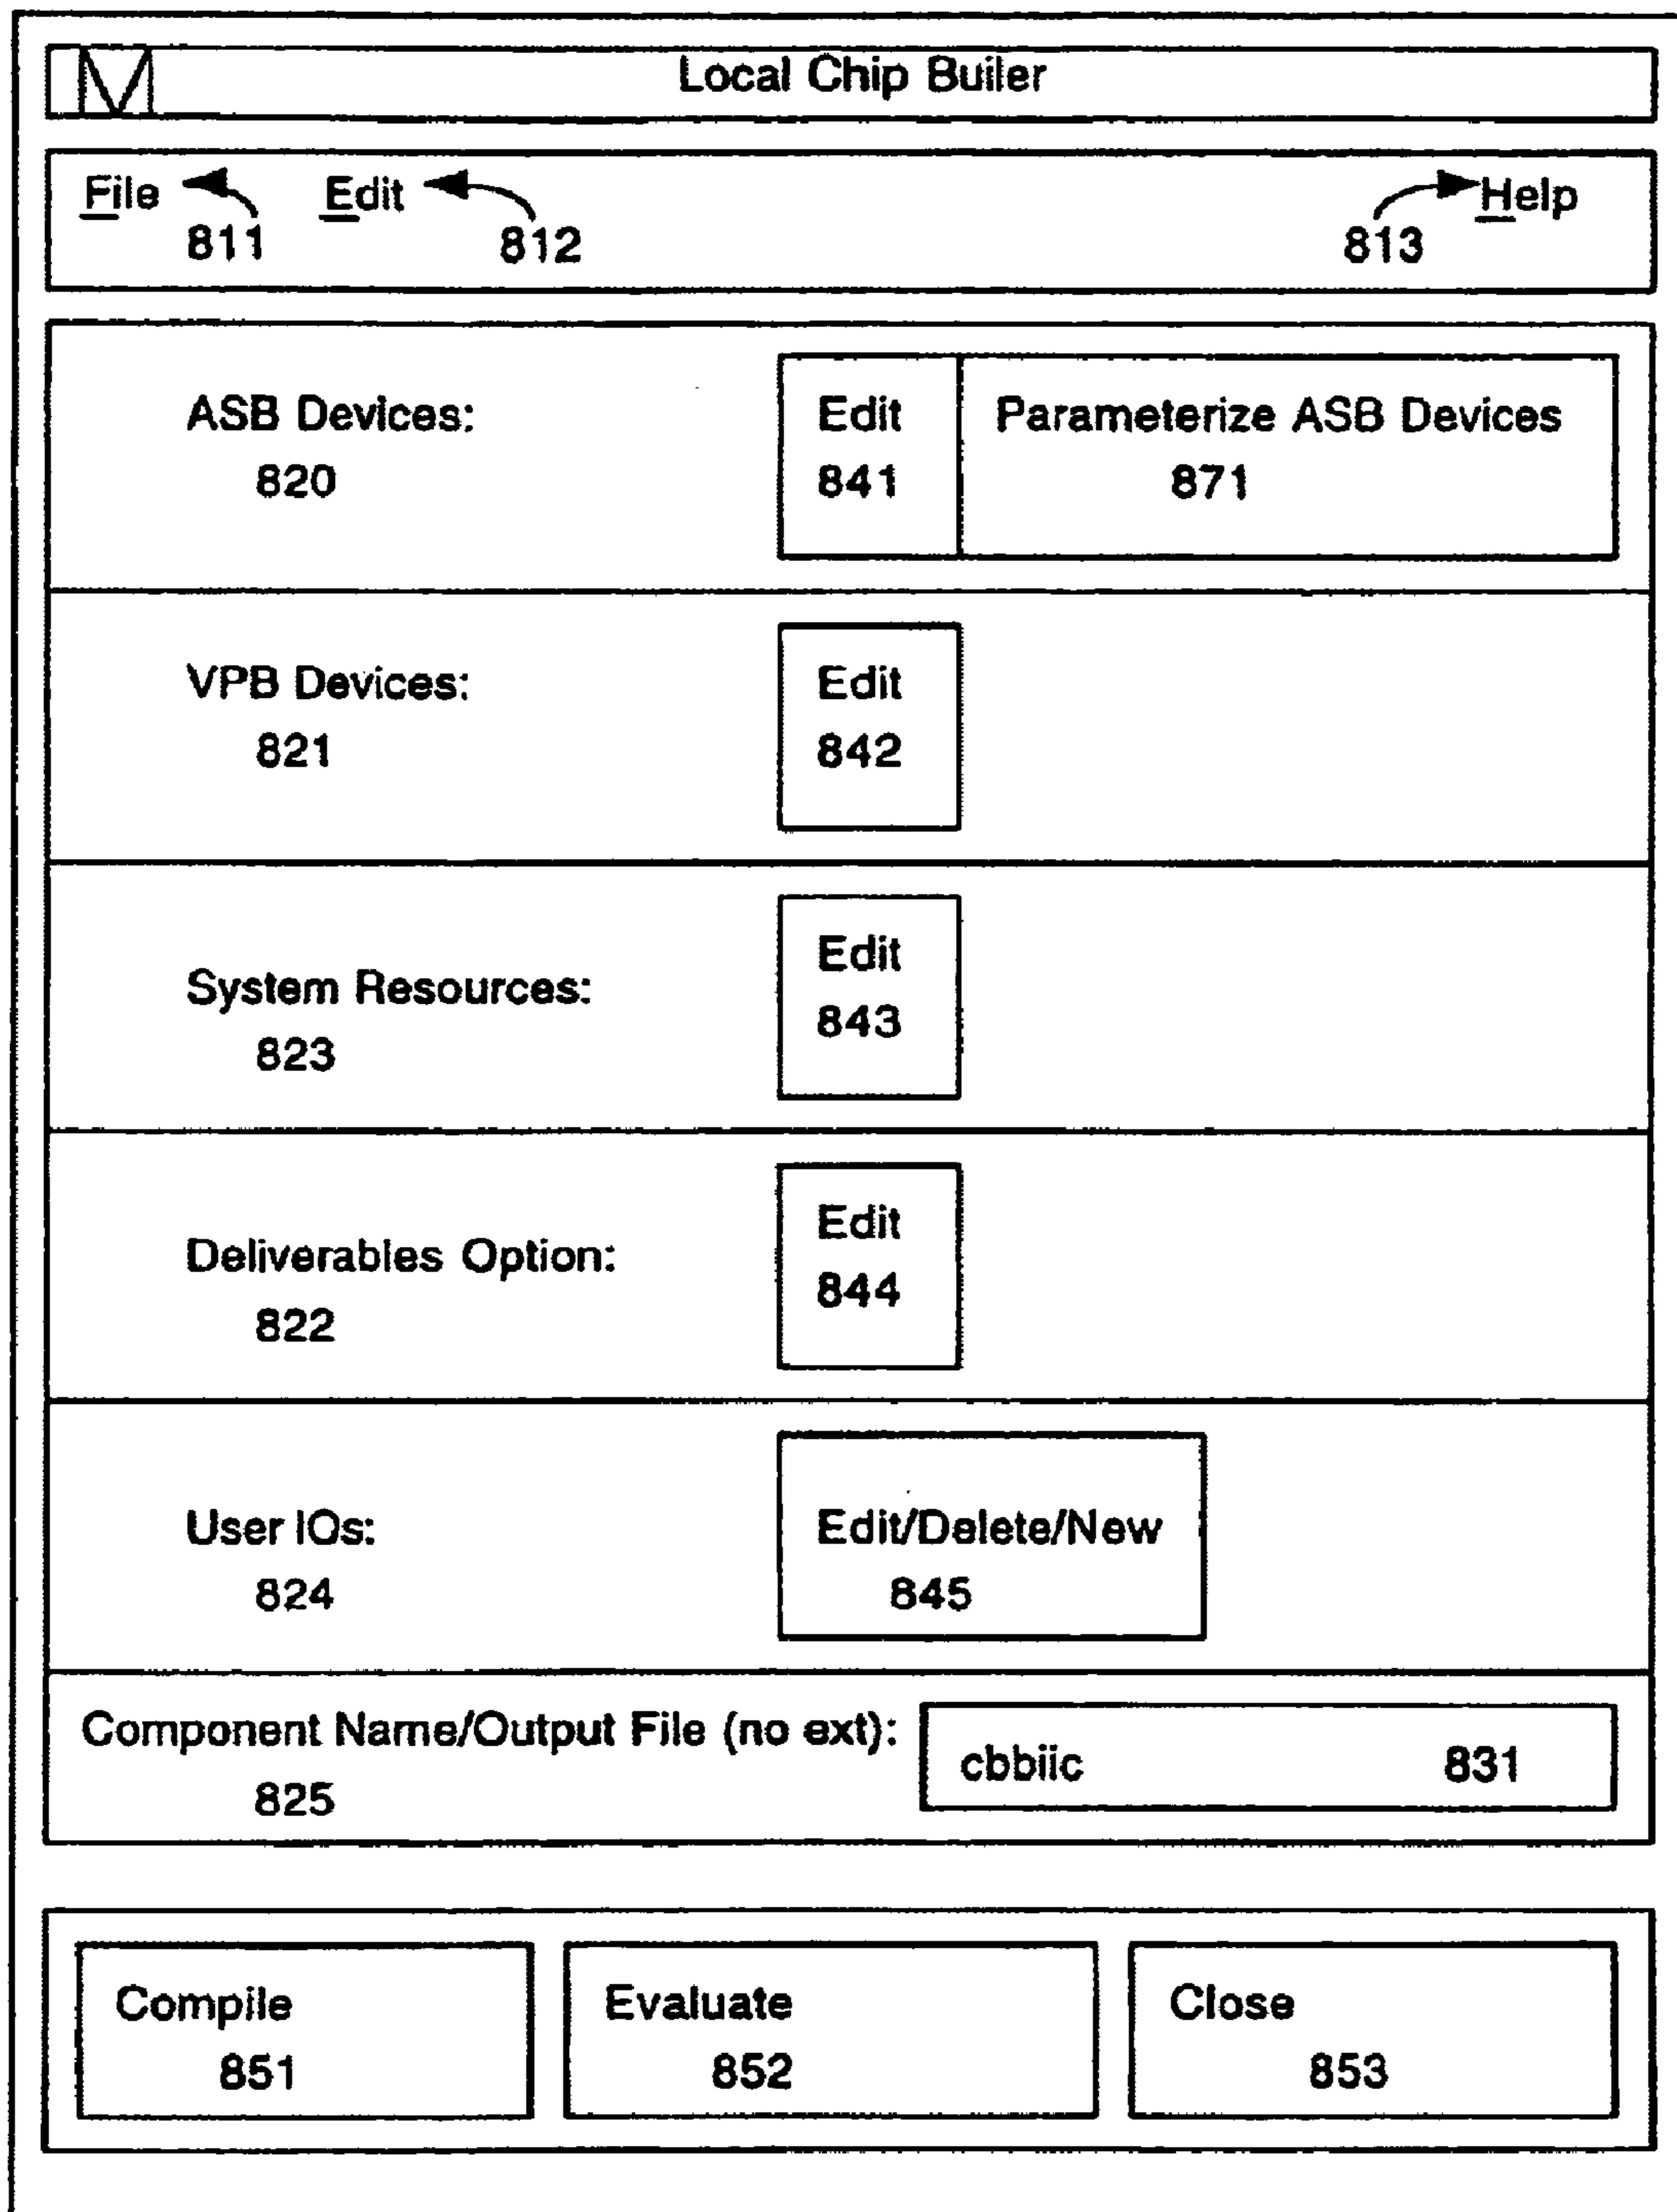 Local Chip Builer
File Edit Help
811 812 813
ASB Devices: Edit Parameterize ASB Devices
820 841 871
VPB Devices: Edit
821 842
Edit
System Resources: 843
823
Edit
Deliverables Option: 844
822
User IOs: Edit/Delete/New
824 845
Component Name/Output File (no ext):
cbbiic 831
825
Compile Evaluate Close
851 852 853